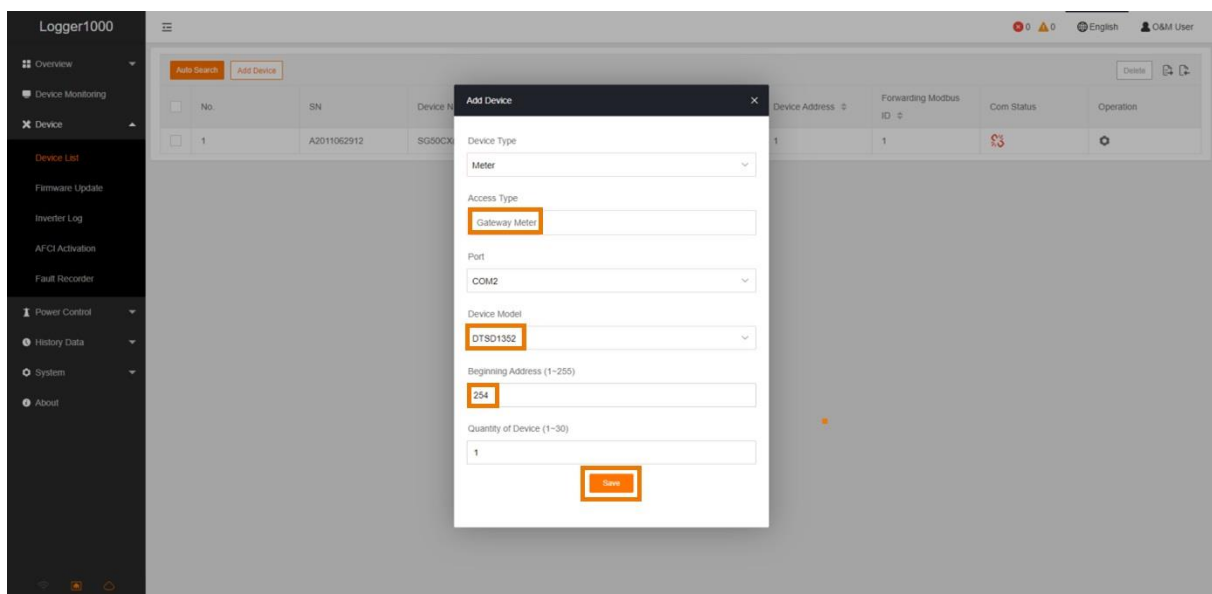 Logger1000
0 0 English O&M User
Overview
Device Monitoring
Device
Device List
Firmware Update
Inverter Log
AFCI Activation
Fault Recorder
Power Control
History Data
System
About
Auto Search Add Device Delete
No. SN Device N Device Address Forwarding Modbus ID Com Status Operation
1 A2011062912 SG50CX 1 1
Add Device
Device Type
Meter
Access Type
Gateway Meter
Port
COM2
Device Model
DTSD1352
Beginning Address (1~255)
254
Quantity of Device (1~30)
1
Save